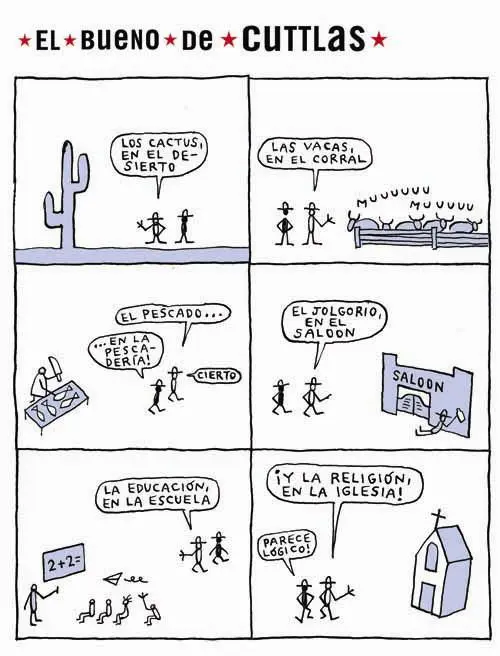 EL BUENO DE CUTTLAS
LOS CACTUS,
EN EL DE-
SIERTO
LAS VACAS,
EN EL CORRAL
MUUUUUU
MUUUUUU
EL PESCADO...
...EN LA
PESCA-
DERÍA!
CIERTO
EL JOLGORIO,
EN EL
SALOON
SALOON
LA EDUCACIÓN,
EN LA ESCUELA
2+2=
¡Y LA RELIGIÓN,
EN LA IGLESIA!
PARECE
LÓGICO!